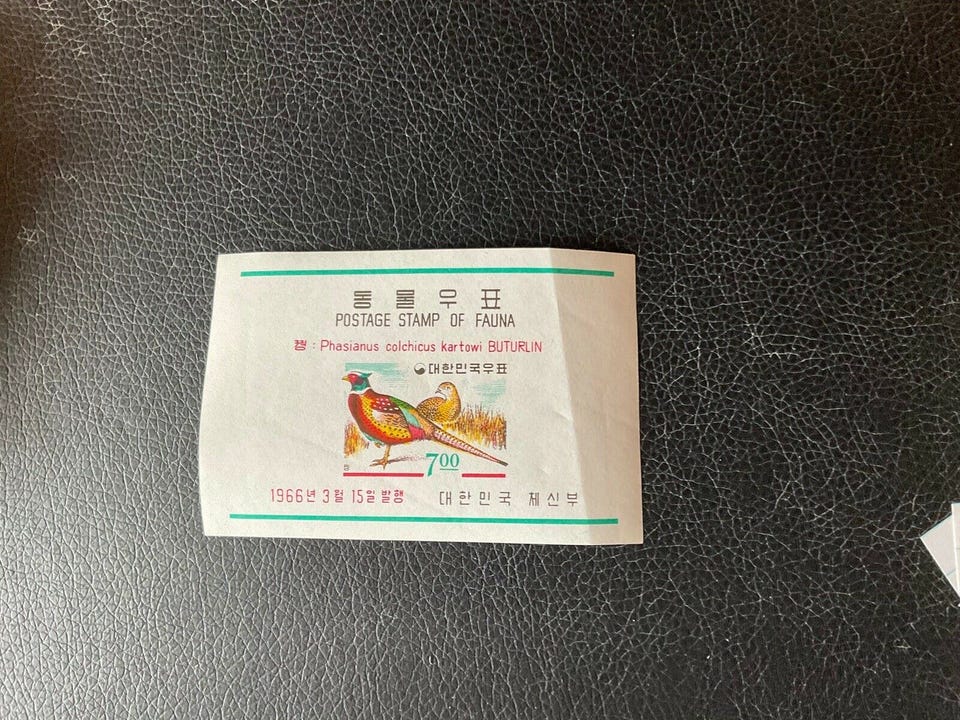 동물우표
POSTAGE STAMP OF FAUNA
꿩 : Phasianus colchicus kartowi BUTURLIN
대한민국우표
꿩
700
1966년 3월 15일 발행 대한민국 체신부